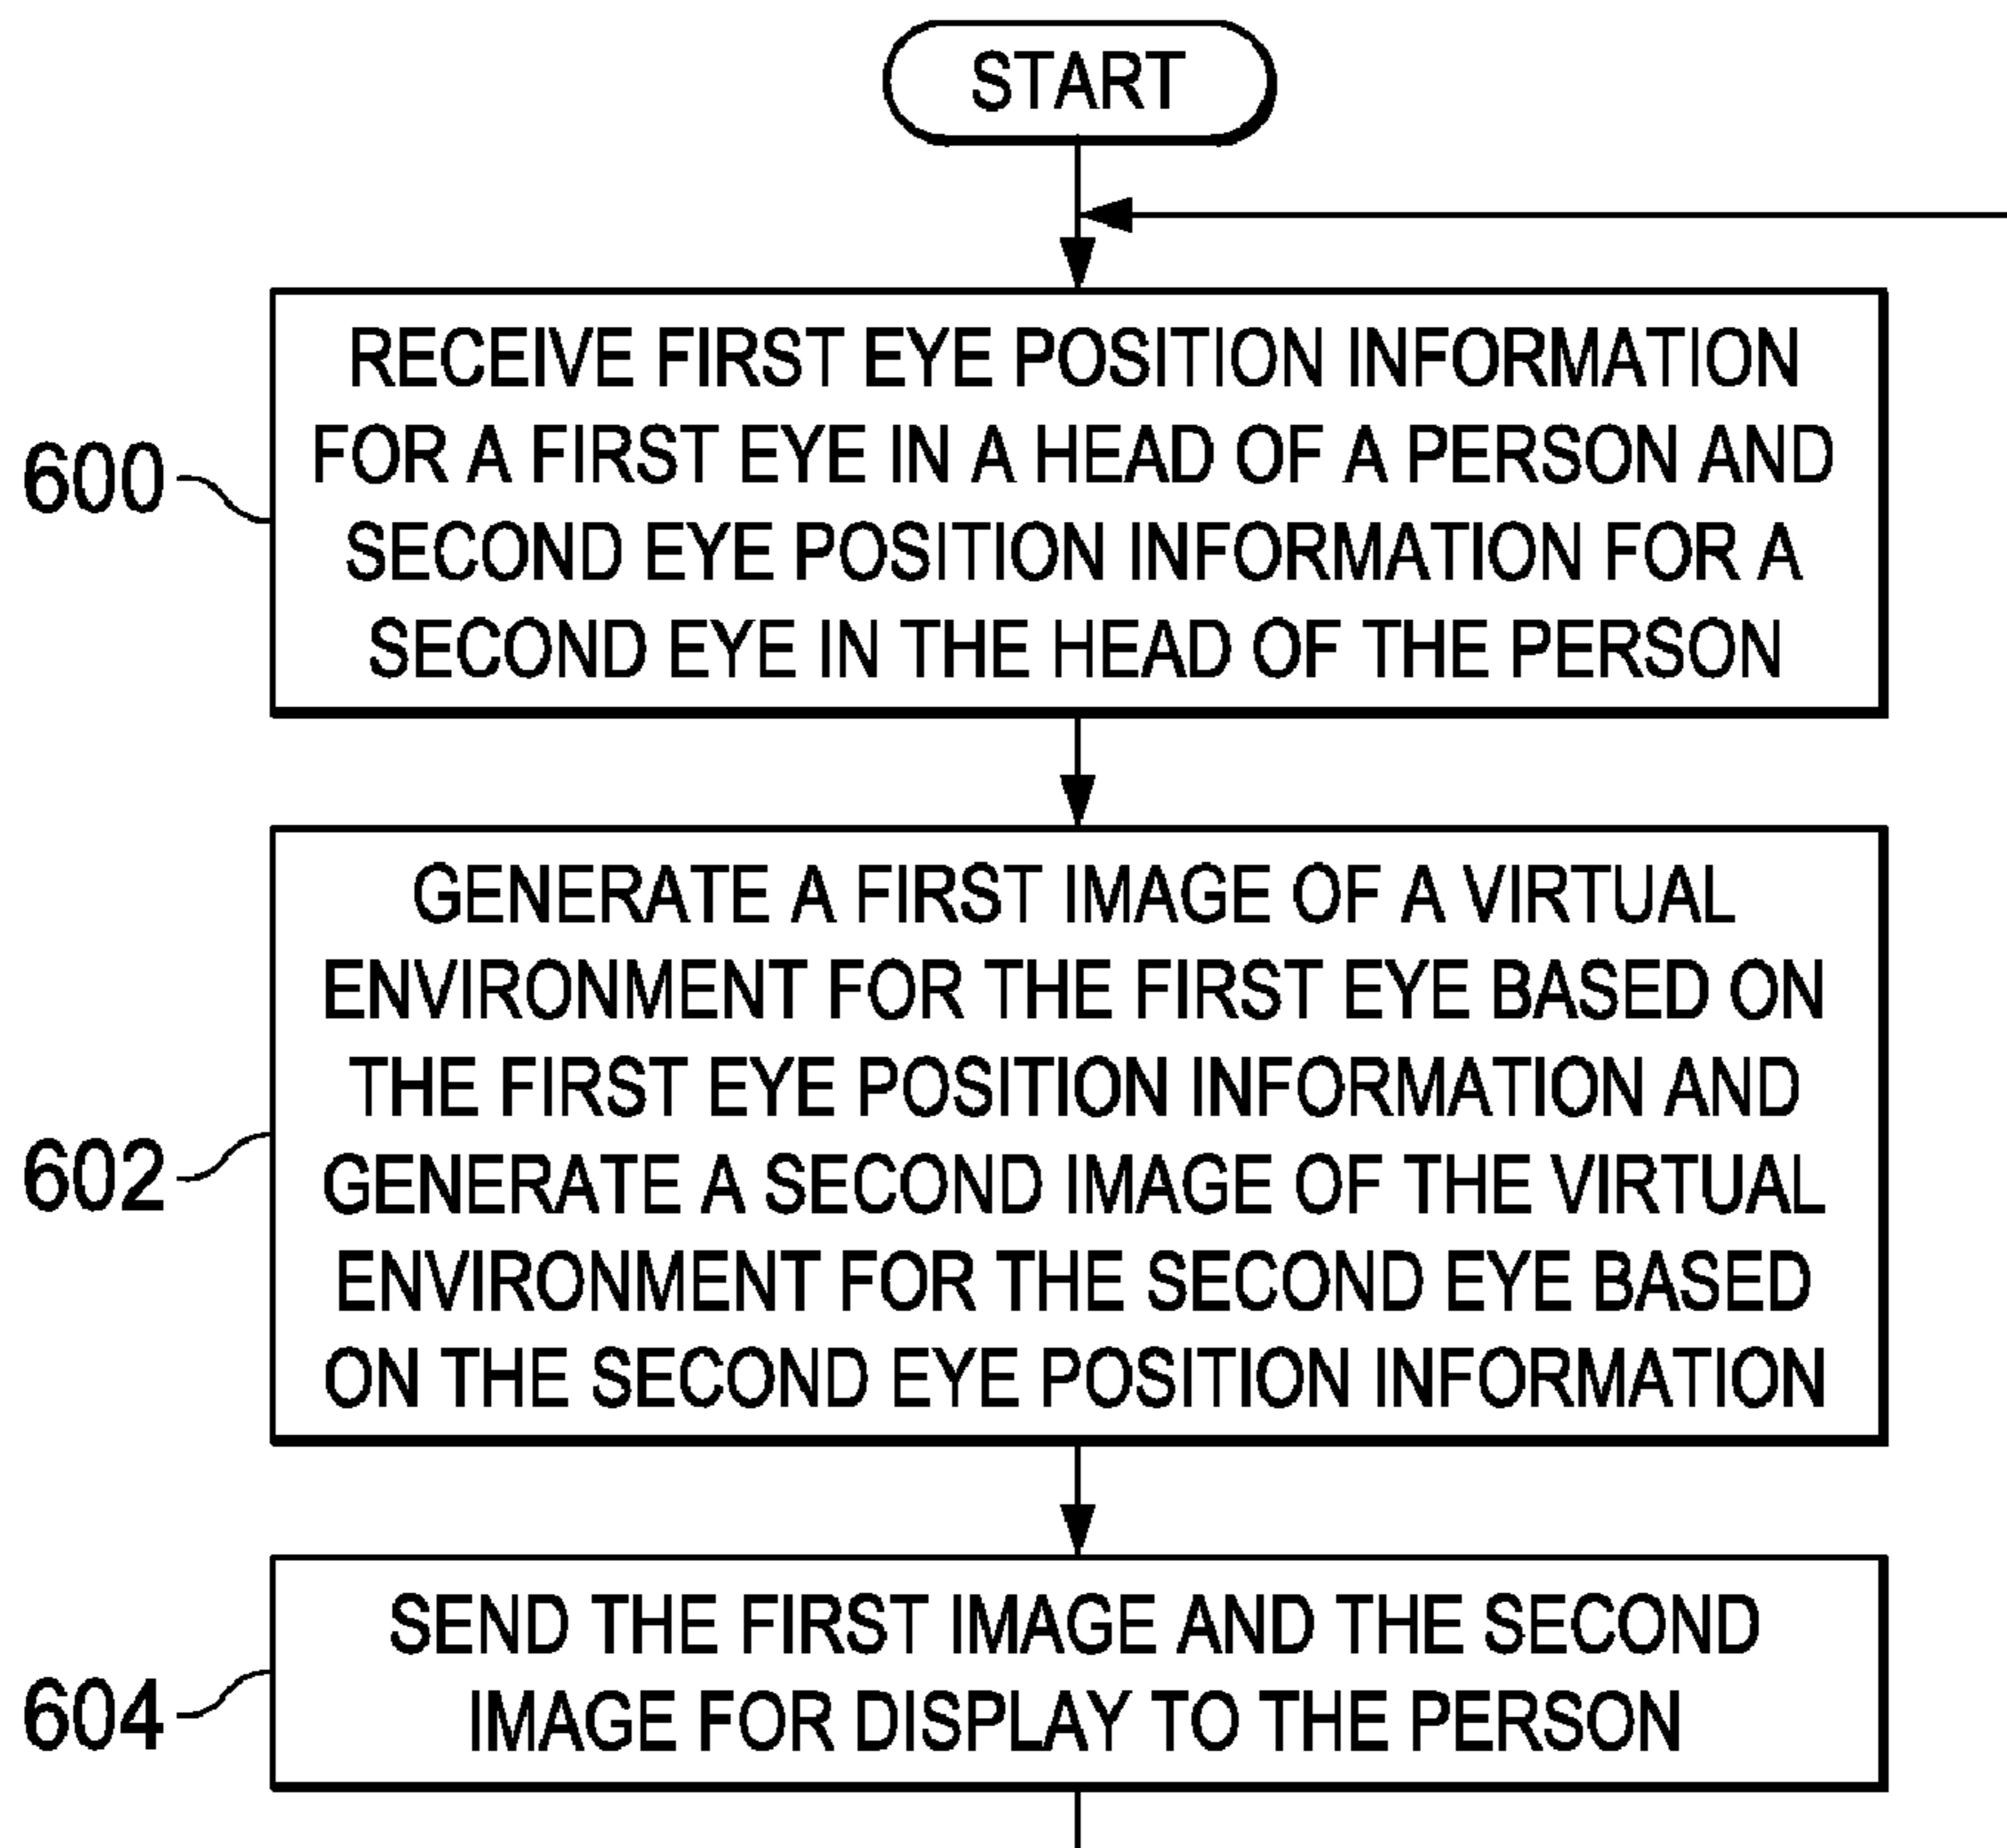 START
RECEIVE FIRST EYE POSITION INFORMATION
FOR A FIRST EYE IN A HEAD OF A PERSON AND
SECOND EYE POSITION INFORMATION FOR A
SECOND EYE IN THE HEAD OF THE PERSON
600
GENERATE A FIRST IMAGE OF A VIRTUAL
ENVIRONMENT FOR THE FIRST EYE BASED ON
THE FIRST EYE POSITION INFORMATION AND
GENERATE A SECOND IMAGE OF THE VIRTUAL
ENVIRONMENT FOR THE SECOND EYE BASED
ON THE SECOND EYE POSITION INFORMATION
602
SEND THE FIRST IMAGE AND THE SECOND
IMAGE FOR DISPLAY TO THE PERSON
604